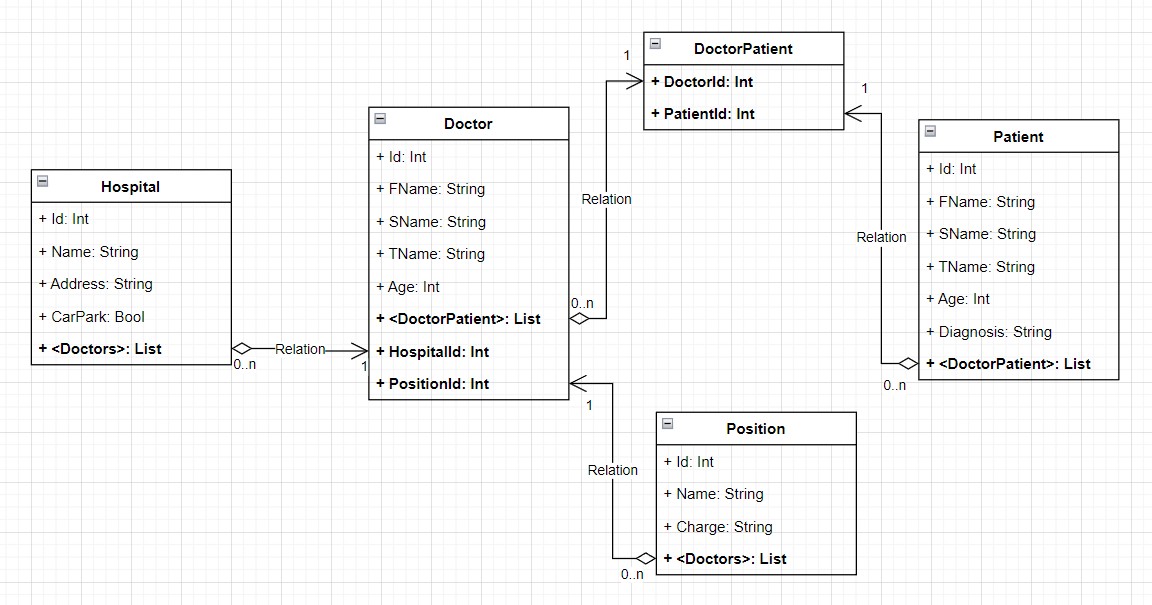 Hospital
+ Id: Int
+ Name: String
+ Address: String
+ CarPark: Bool
+ <Doctors>: List
0..n
Relation
1
Doctor
+ Id: Int
+ FName: String
+ SName: String
+ TName: String
+ Age: Int
+ <DoctorPatient>: List
+ HospitalId: Int
+ PositionId: Int
0..n
Relation
1
DoctorPatient
+ DoctorId: Int
+ PatientId: Int
1
Relation
0..n
Patient
+ Id: Int
+ FName: String
+ SName: String
+ TName: String
+ Age: Int
+ Diagnosis: String
+ <DoctorPatient>: List
1
Relation
0..n
Position
+ Id: Int
+ Name: String
+ Charge: String
+ <Doctors>: List